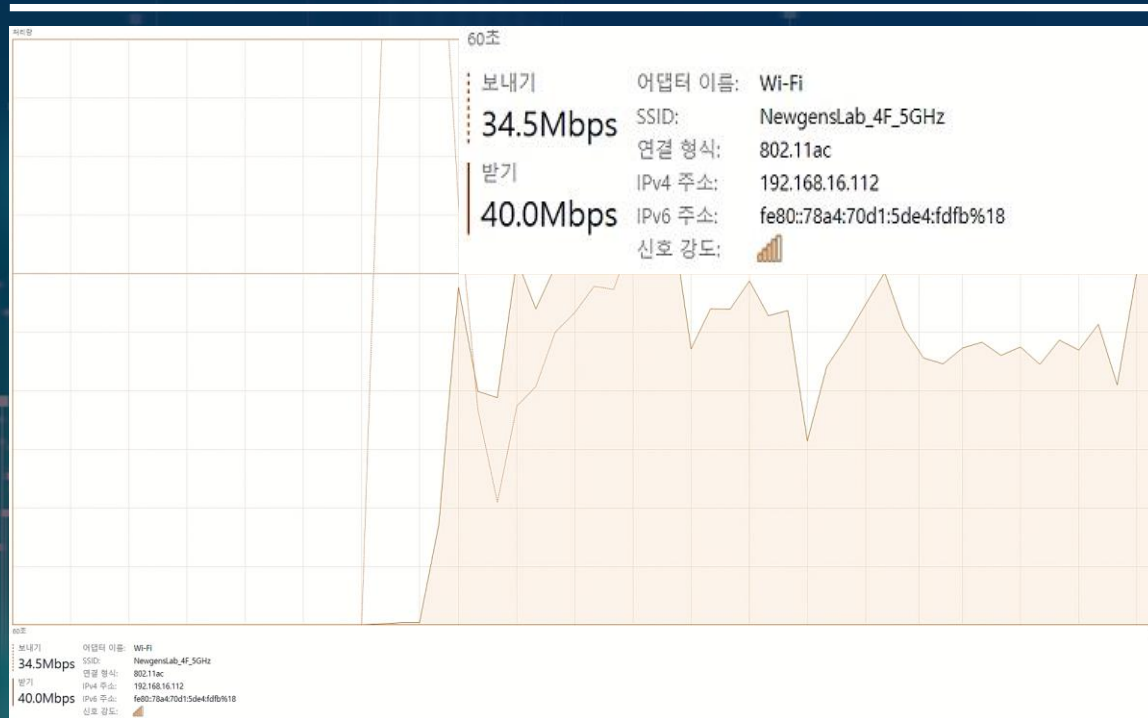 처리량
60초
보내기
34.5Mbps
받기
40.0Mbps
어댑터 이름: Wi-Fi
SSID: NewgensLab_4F_5GHz
연결 형식: 802.11ac
IPv4 주소: 192.168.16.112
IPv6 주소: fe80::78a4:70d1:5de4:fdfb%18
신호 강도:
60초
보내기
34.5Mbps
받기
40.0Mbps
어댑터 이름: Wi-Fi
SSID: NewgensLab_4F_5GHz
연결 형식: 802.11ac
IPv4 주소: 192.168.16.112
IPv6 주소: fe80::78a4:70d1:5de4:fdfb%18
신호 강도: